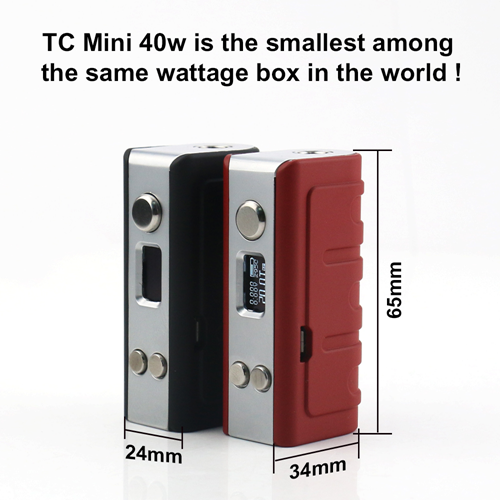 TC Mini 40w is the smallest among
the same wattage box in the world !
65mm
24mm
34mm